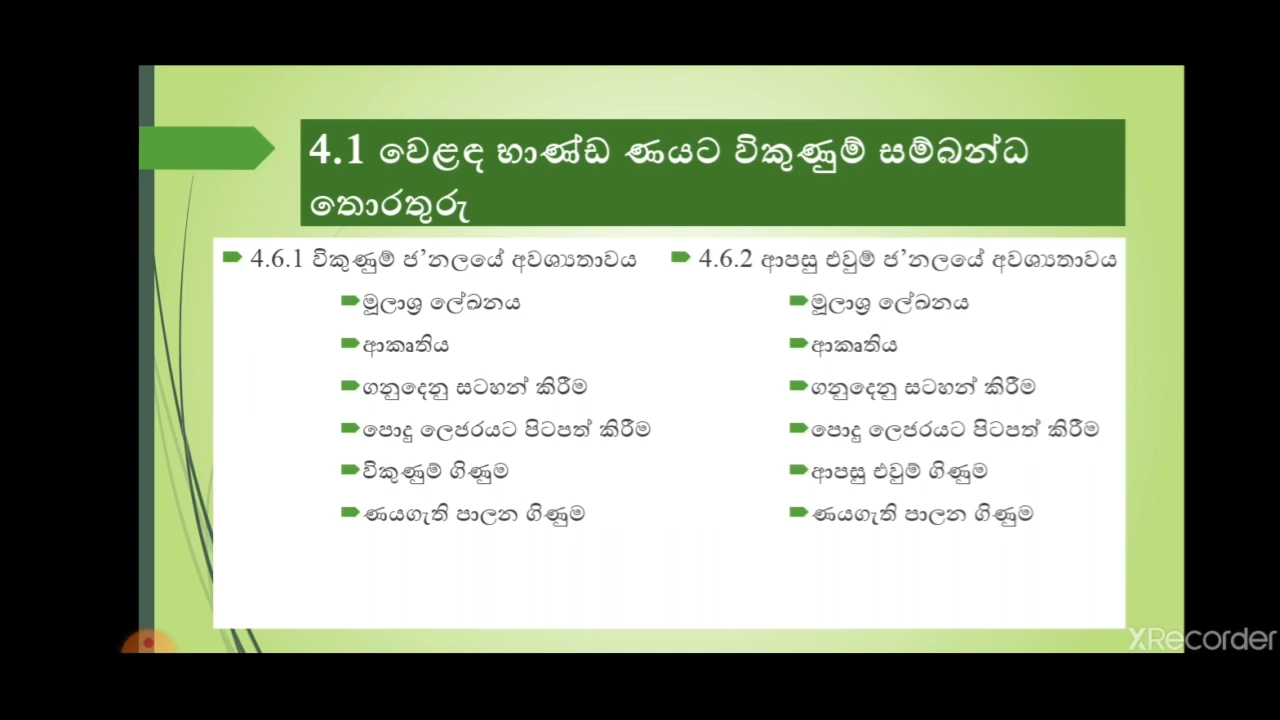 4.1 වෙළඳ භාණ්ඩ ණයට විකුණුම් සම්බන්ධ
තොරතුරු
4.6.1 විකුණුම් ජ’නලයේ අවශ්‍යතාවය
මූලාශ්‍ර ලේඛනය
ආකෘතිය
ගනුදෙනු සටහන් කිරීම
පොදු ලෙජරයට පිටපත් කිරීම
විකුණුම් ගිණුම
ණයගැති පාලන ගිණුම
4.6.2 ආපසු එවුම් ජ’නලයේ අවශ්‍යතාවය
මූලාශ්‍ර ලේඛනය
ආකෘතිය
ගනුදෙනු සටහන් කිරීම
පොදු ලෙජරයට පිටපත් කිරීම
ආපසු එවුම් ගිණුම
ණයගැති පාලන ගිණුම
XRecorder